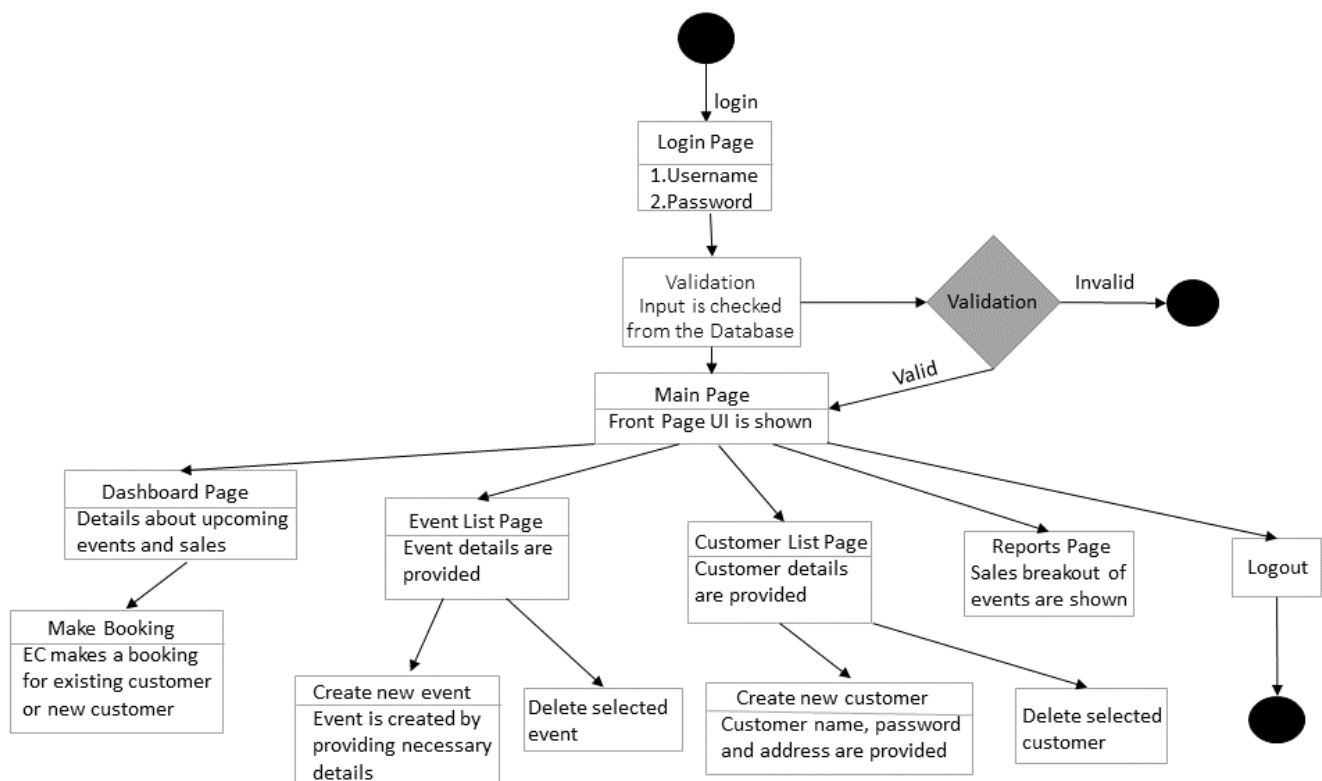 login
Login Page
1.Username
2.Password
Validation
Input is checked
from the Database
Validation
Invalid
Valid
Main Page
Front Page UI is shown
Dashboard Page
Details about upcoming
events and sales
Event List Page
Event details are
provided
Customer List Page
Customer details
are provided
Reports Page
Sales breakout of
events are shown
Logout
Make Booking
EC makes a booking
for existing customer
or new customer
Create new event
Event is created by
providing necessary
details
Delete selected
event
Create new customer
Customer name, password
and address are provided
Delete selected
customer